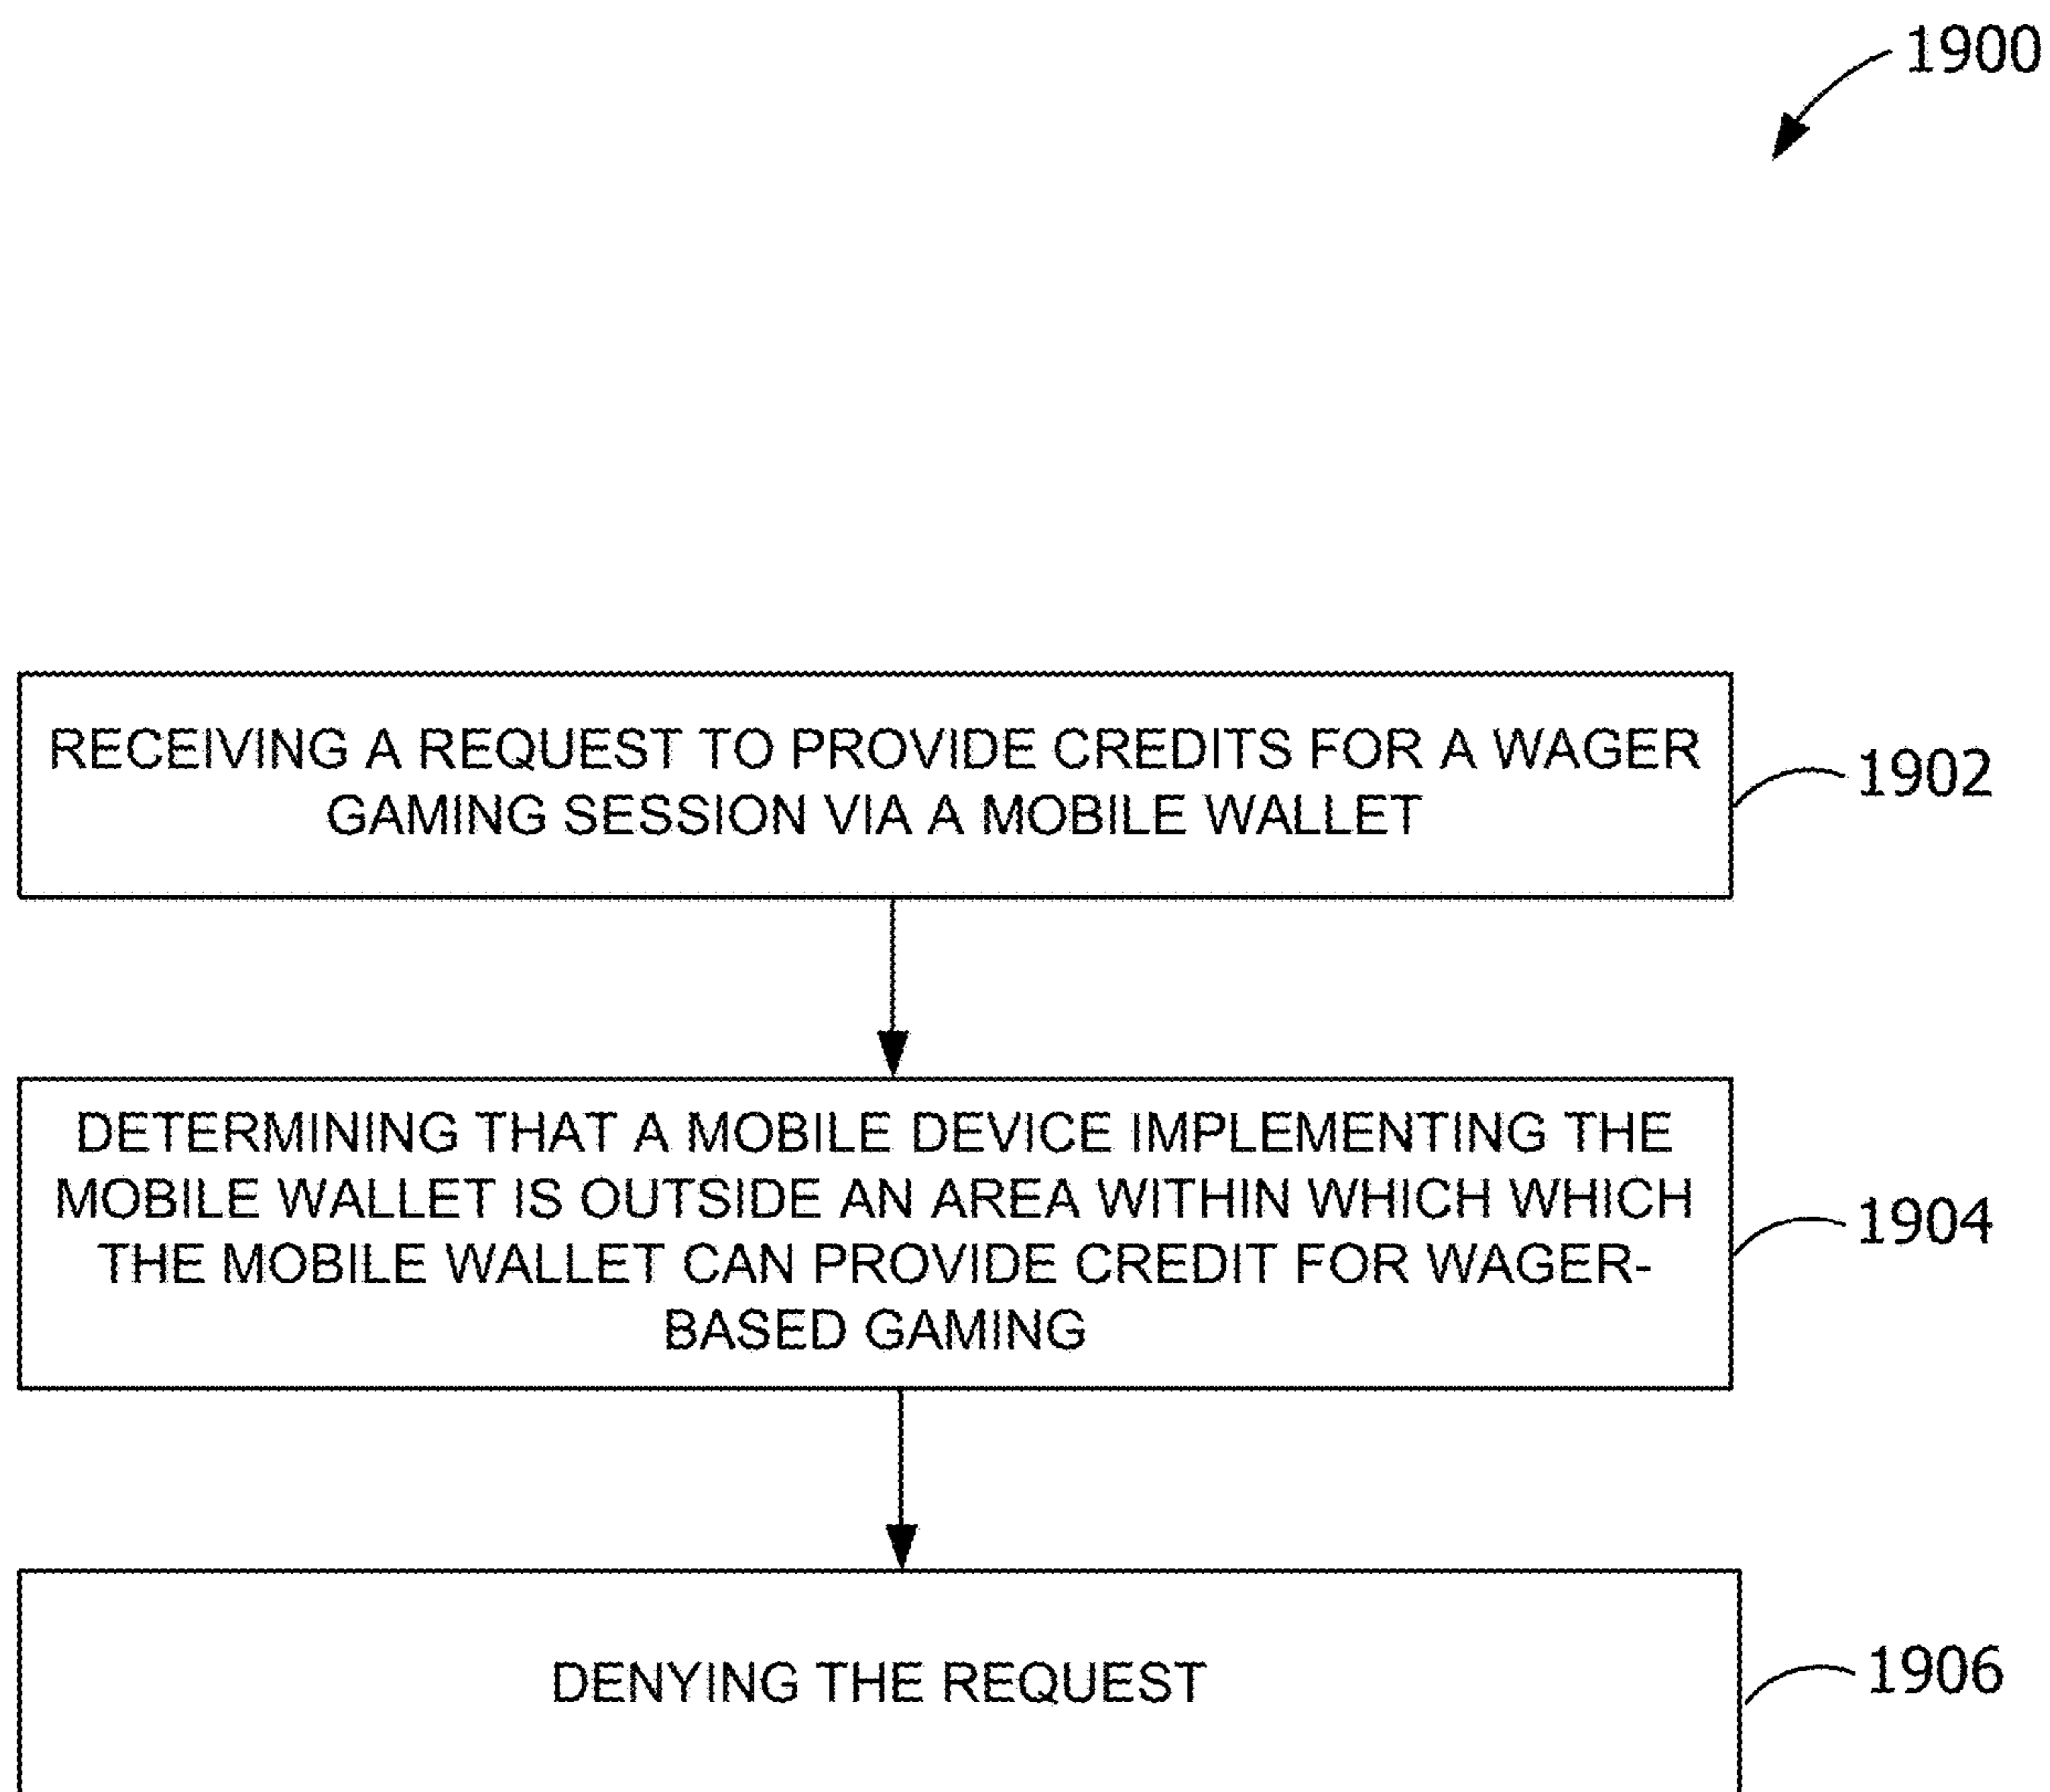 1900
RECEIVING A REQUEST TO PROVIDE CREDITS FOR A WAGER
GAMING SESSION VIA A MOBILE WALLET
1902
DETERMINING THAT A MOBILE DEVICE IMPLEMENTING THE
MOBILE WALLET IS OUTSIDE AN AREA WITHIN WHICH WHICH
THE MOBILE WALLET CAN PROVIDE CREDIT FOR WAGER-
BASED GAMING
1904
DENYING THE REQUEST
1906